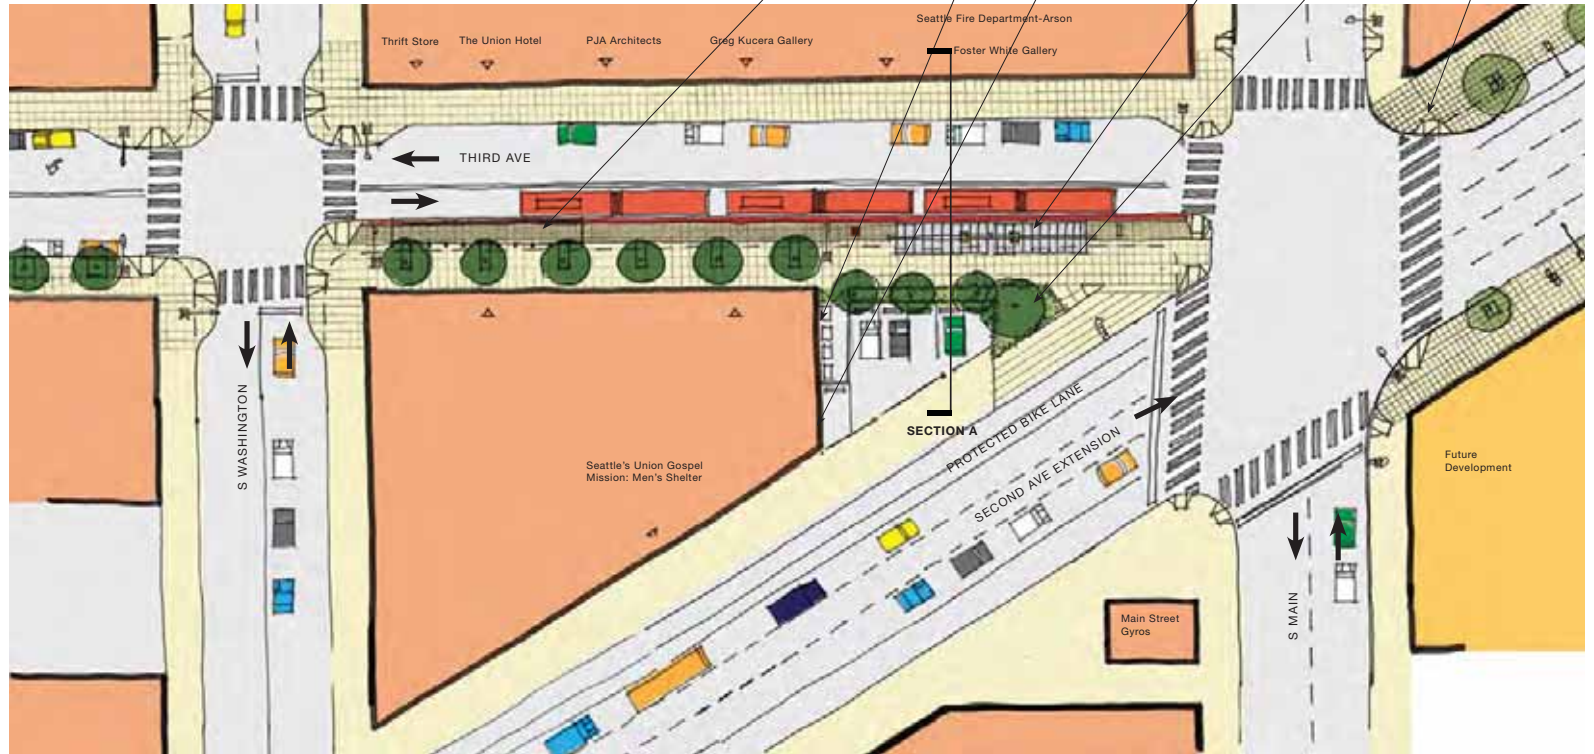 Seattle Fire Department-Arson
Thrift Store
The Union Hotel
PJA Architects
Greg Kucera Gallery
Foster White Gallery
THIRD AVE
S WASHINGTON
SECTION A
PROTECTED BIKE LANE
SECOND AVE EXTENSION
Seattle's Union Gospel
Mission: Men's Shelter
Future
Development
Main Street
Gyros
S MAIN